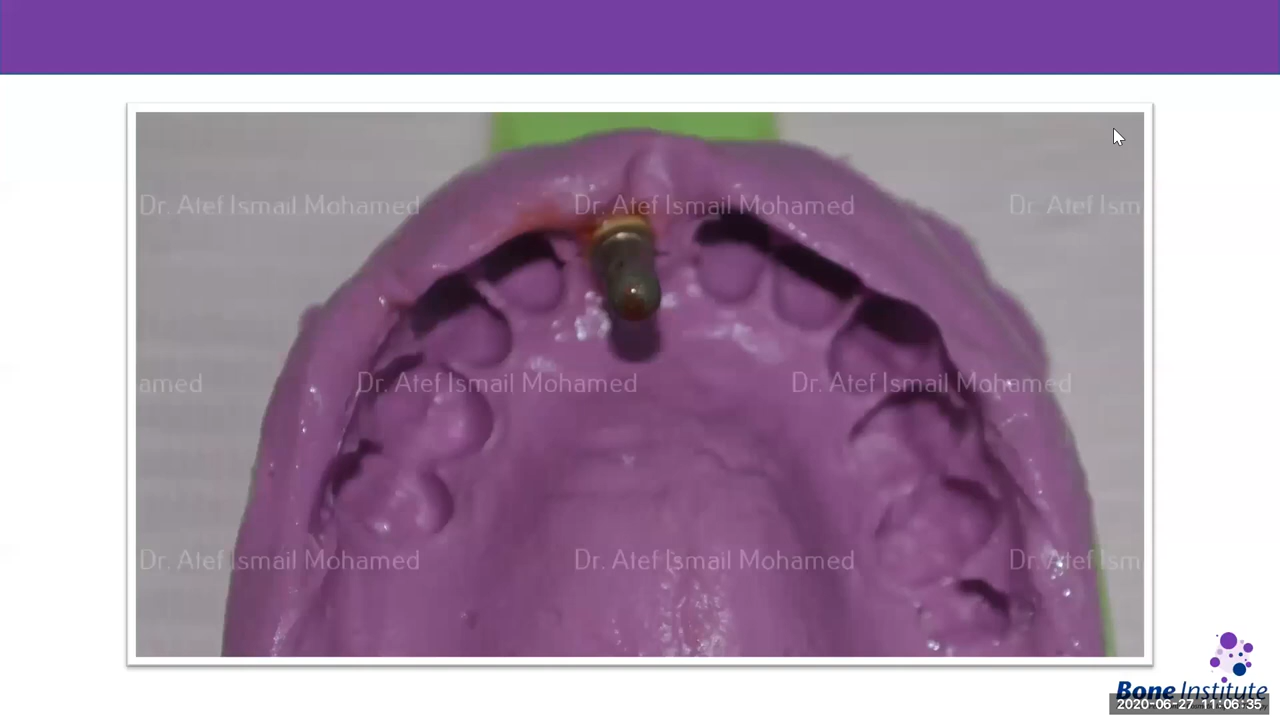 Dr. Atef Ismail Mohamed Dr. Atef Ismail Mohamed Dr. Atef Ism
amed Dr. Atef Ismail Mohamed Dr. Atef Ismail Mohamed
Dr. Atef Ismail Mohamed Dr. Atef Ismail Mohamed Dr. Atef Ism
Bone Institute
2020-06-27 11:06:35